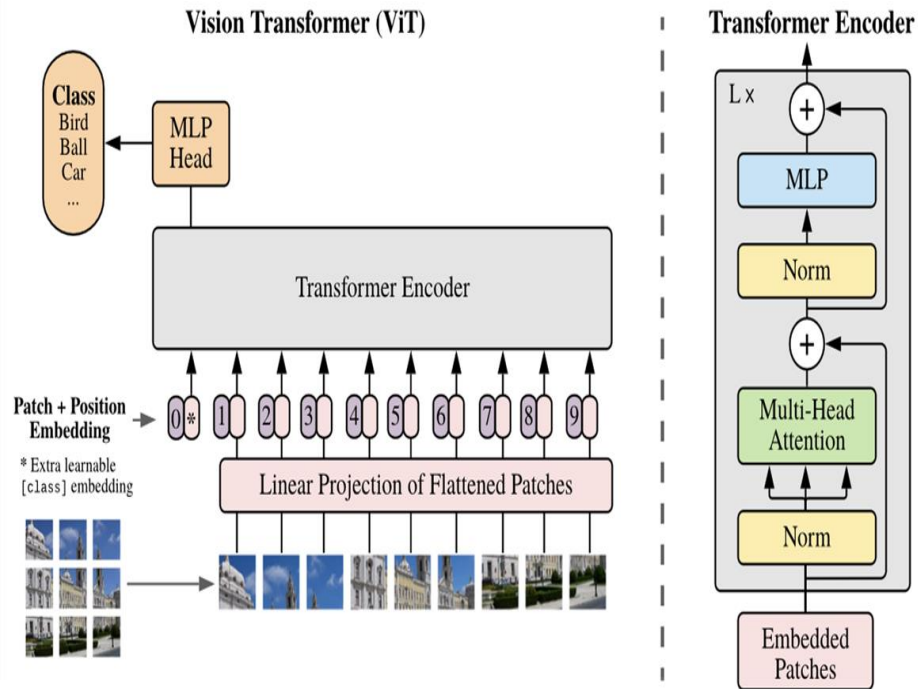 Vision Transformer (ViT)
Class
Bird
Ball
Car
...
MLP
Head
Transformer Encoder
0 * 1 2 3 4 5 6 7 8 9
Patch + Position
Embedding
* Extra learnable
[class] embedding
Linear Projection of Flattened Patches
Transformer Encoder
L ×
+
MLP
Norm
+
Multi-Head
Attention
Norm
Embedded
Patches